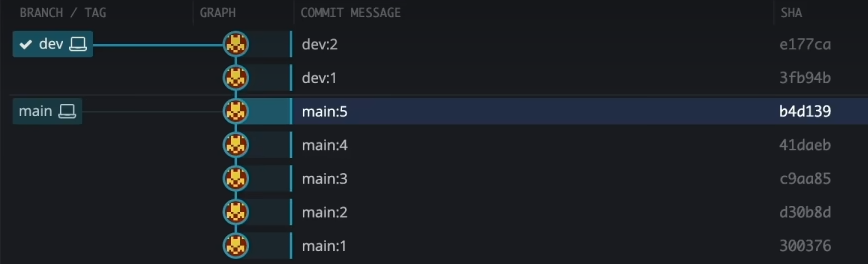 BRANCH / TAG GRAPH COMMIT MESSAGE SHA
dev dev:2 e177ca
dev:1 3fb94b
main main:5 b4d139
main:4 41daeb
main:3 c9aa85
main:2 d30b8d
main:1 300376